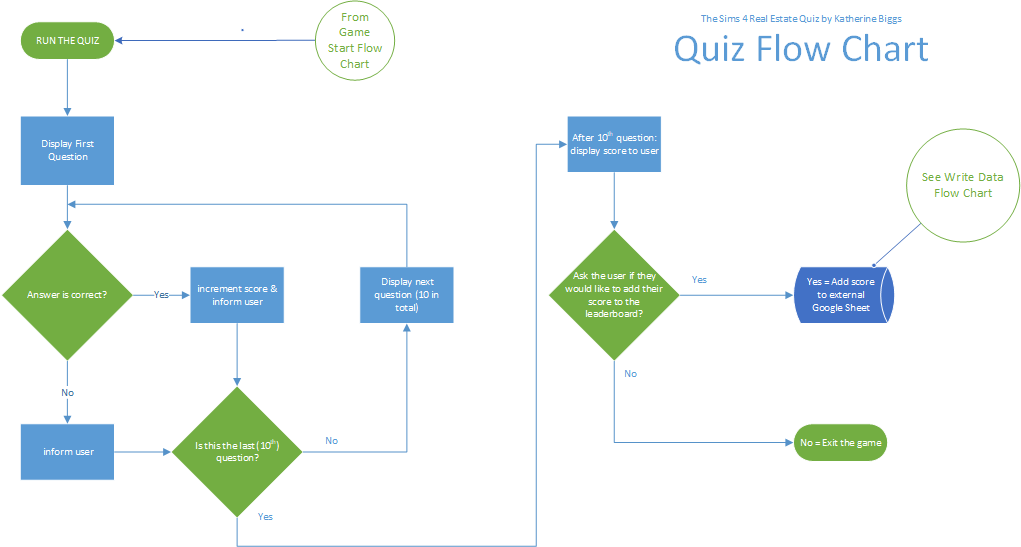 The Sims 4 Real Estate Quiz by Katherine Biggs
Quiz Flow Chart
From
Game
Start Flow
Chart
RUN THE QUIZ
Display First
Question
Answer is correct?
Yes
increment score &
inform user
Display next
question (10 in
total)
No
inform user
Is this the last (10th)
question?
No
Yes
After 10th question:
display score to user
Ask the user if they
would like to add their
score to the
leaderboard?
Yes
Yes = Add score
to external
Google Sheet
See Write Data
Flow Chart
No
No = Exit the game